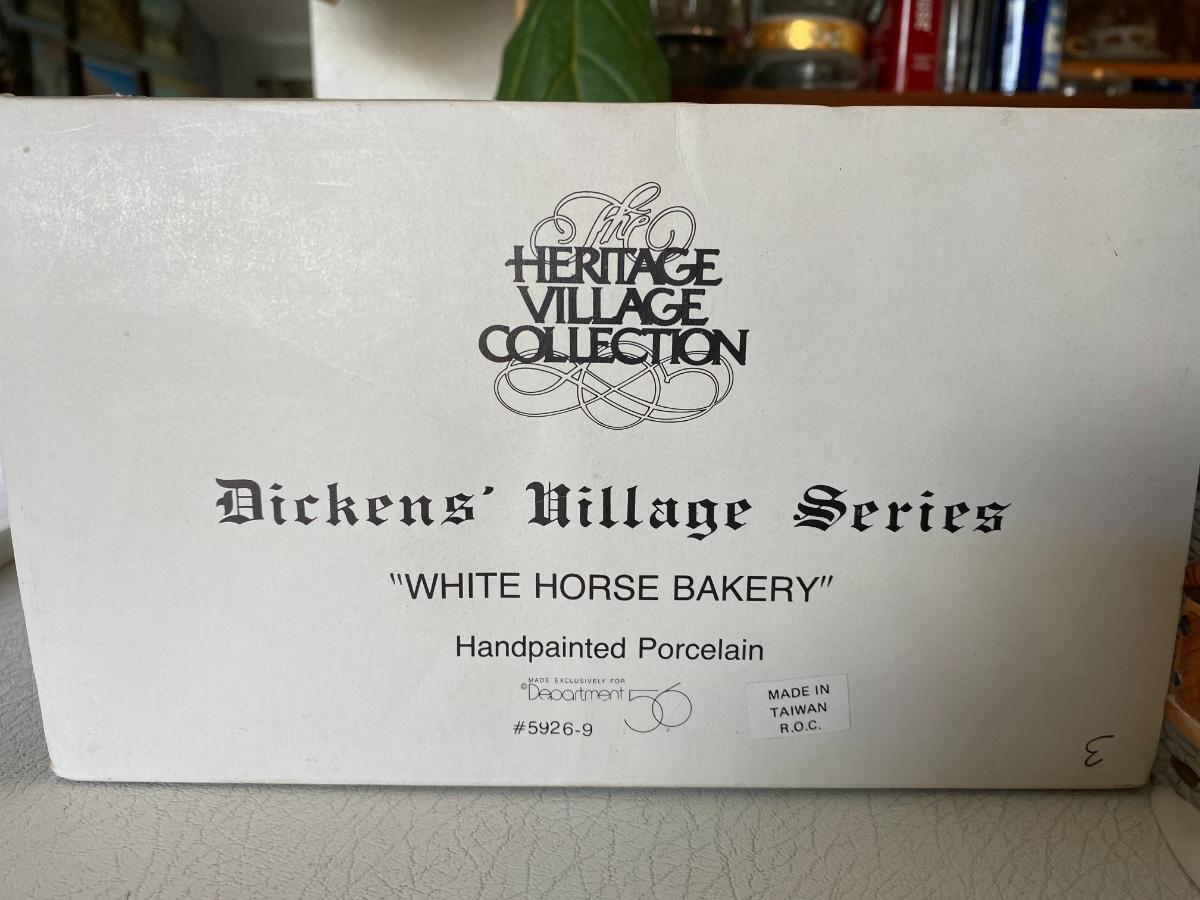 The
HERITAGE
VILLAGE
COLLECTION
Dickens' Village Series
"WHITE HORSE BAKERY"
Handpainted Porcelain
MADE EXCLUSIVELY FOR
©Department 56
#5926-9
MADE IN
TAIWAN
R.O.C.
3